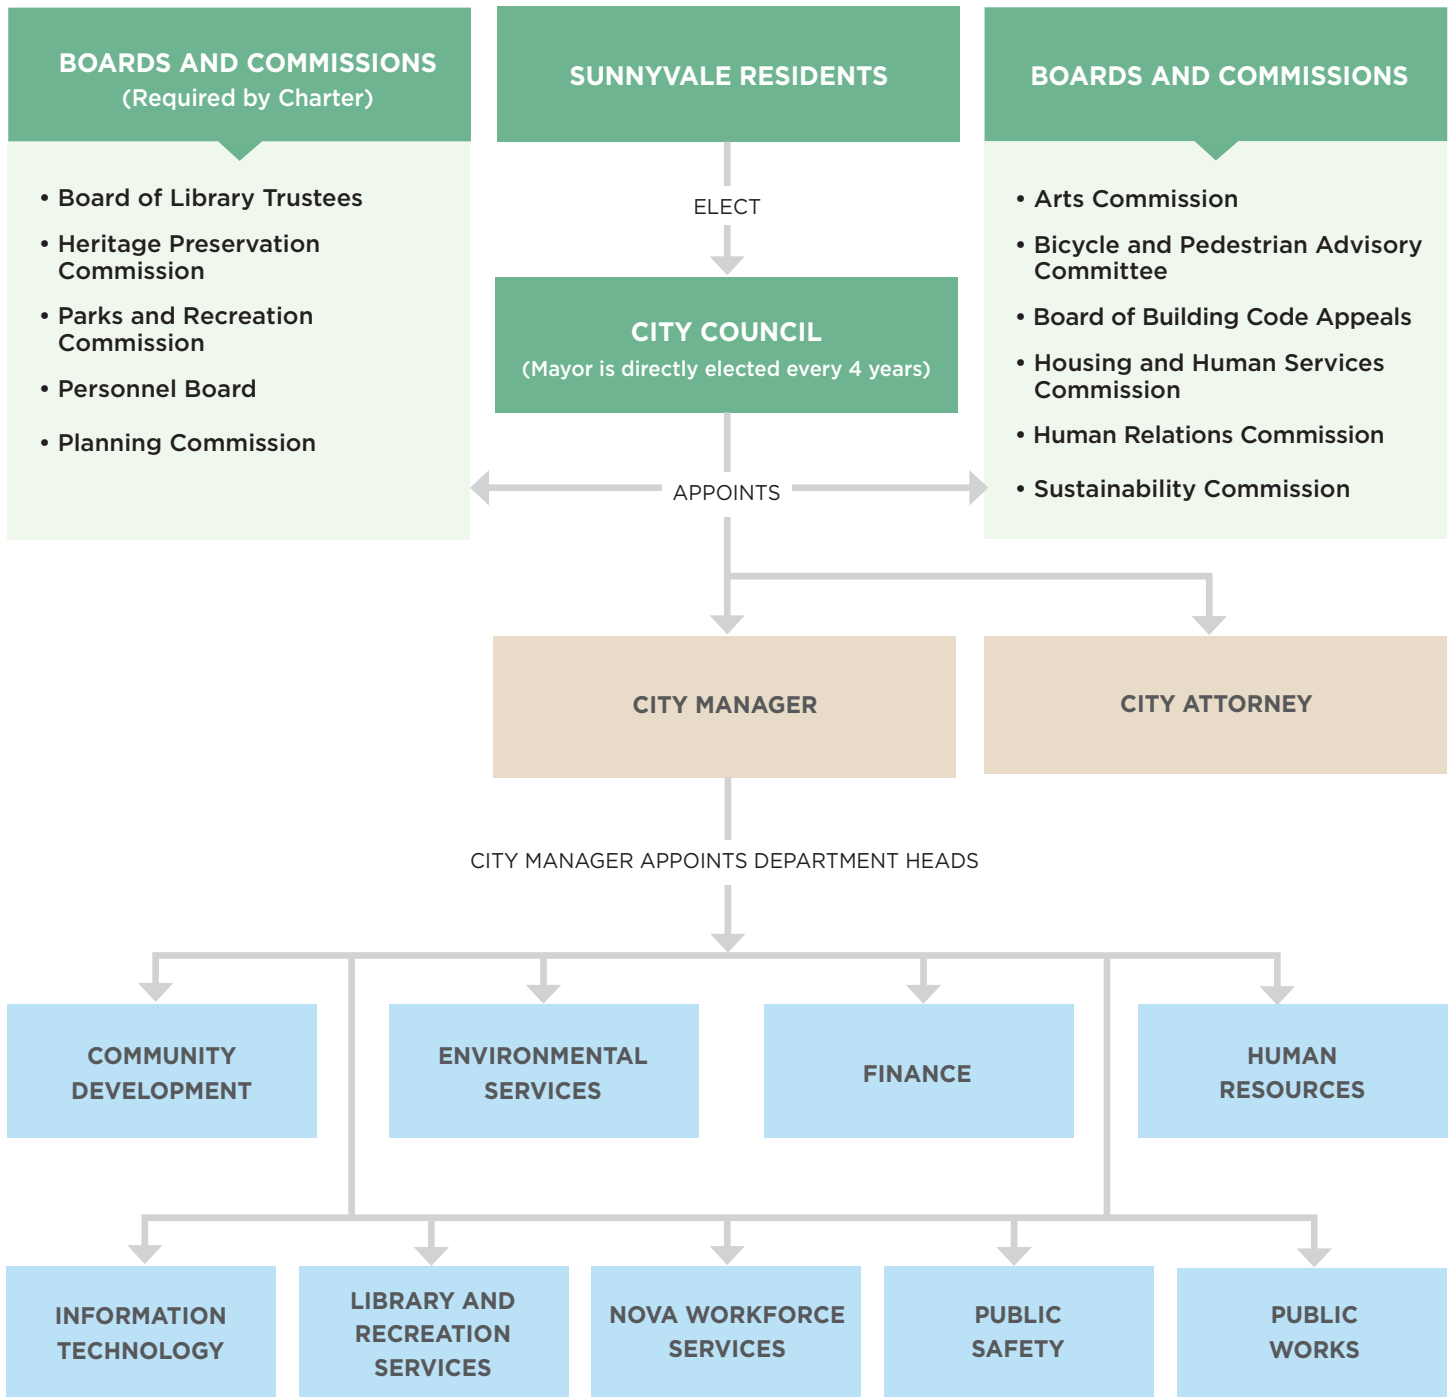 BOARDS AND COMMISSIONS
(Required by Charter)
• Board of Library Trustees
• Heritage Preservation
Commission
• Parks and Recreation
Commission
• Personnel Board
• Planning Commission
SUNNYVALE RESIDENTS
ELECT
CITY COUNCIL
(Mayor is directly elected every 4 years)
APPOINTS
BOARDS AND COMMISSIONS
• Arts Commission
• Bicycle and Pedestrian Advisory
Committee
• Board of Building Code Appeals
• Housing and Human Services
Commission
• Human Relations Commission
• Sustainability Commission
CITY MANAGER
CITY ATTORNEY
CITY MANAGER APPOINTS DEPARTMENT HEADS
COMMUNITY
DEVELOPMENT
ENVIRONMENTAL
SERVICES
FINANCE
HUMAN
RESOURCES
INFORMATION
TECHNOLOGY
LIBRARY AND
RECREATION
SERVICES
NOVA WORKFORCE
SERVICES
PUBLIC
SAFETY
PUBLIC
WORKS